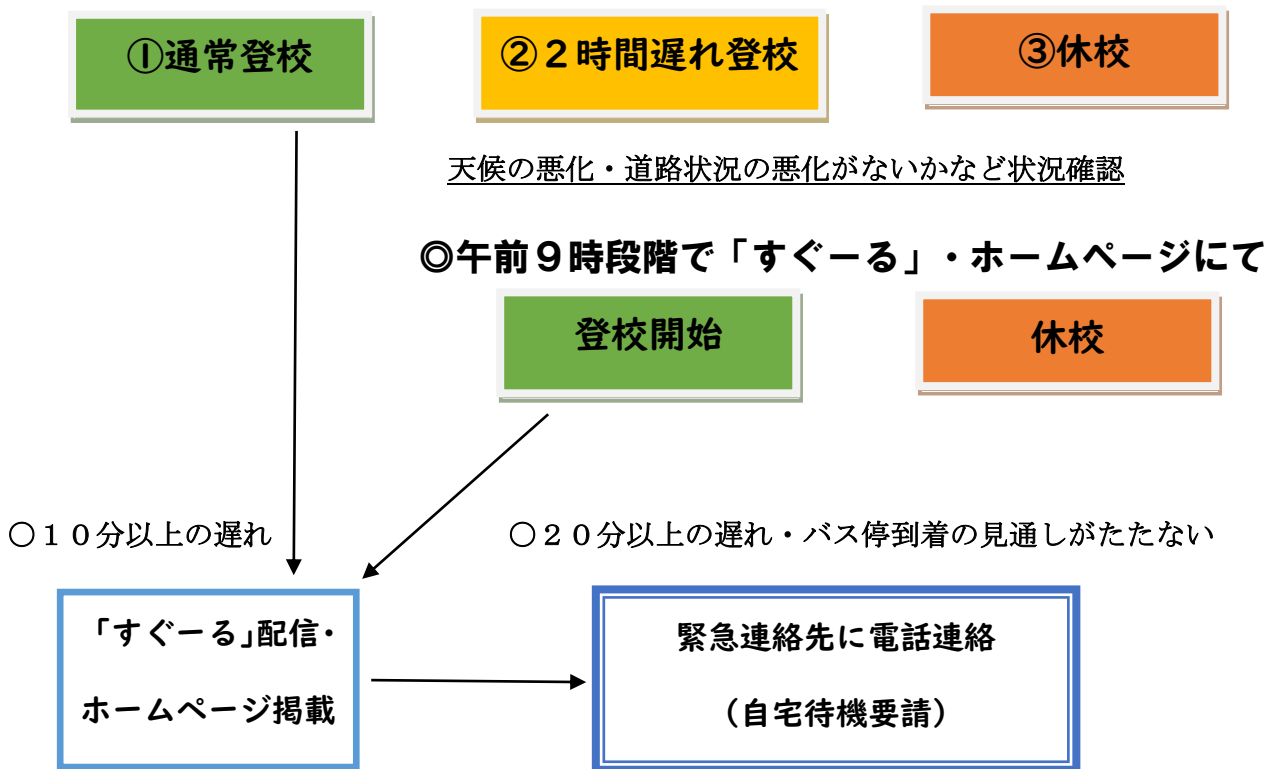 ①通常登校
②２時間遅れ登校
③休校
天候の悪化・道路状況の悪化がないかなど状況確認
◎午前９時段階で「すぐーる」・ホームページにて
登校開始
休校
○１０分以上の遅れ
○２０分以上の遅れ・バス停到着の見通しがたたない
「すぐーる」配信・
ホームページ掲載
緊急連絡先に電話連絡
（自宅待機要請）